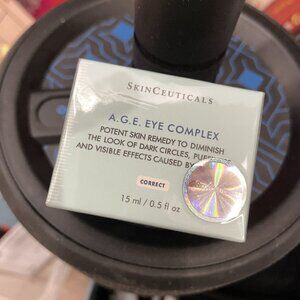 SKINCEUTICALS
A.G.E. EYE COMPLEX
POTENT SKIN REMEDY TO DIMINISH
THE LOOK OF DARK CIRCLES,
AND VISIBLE EFFECTS CAUSED BY
CORRECT
15 ml / 0.5 fl oz